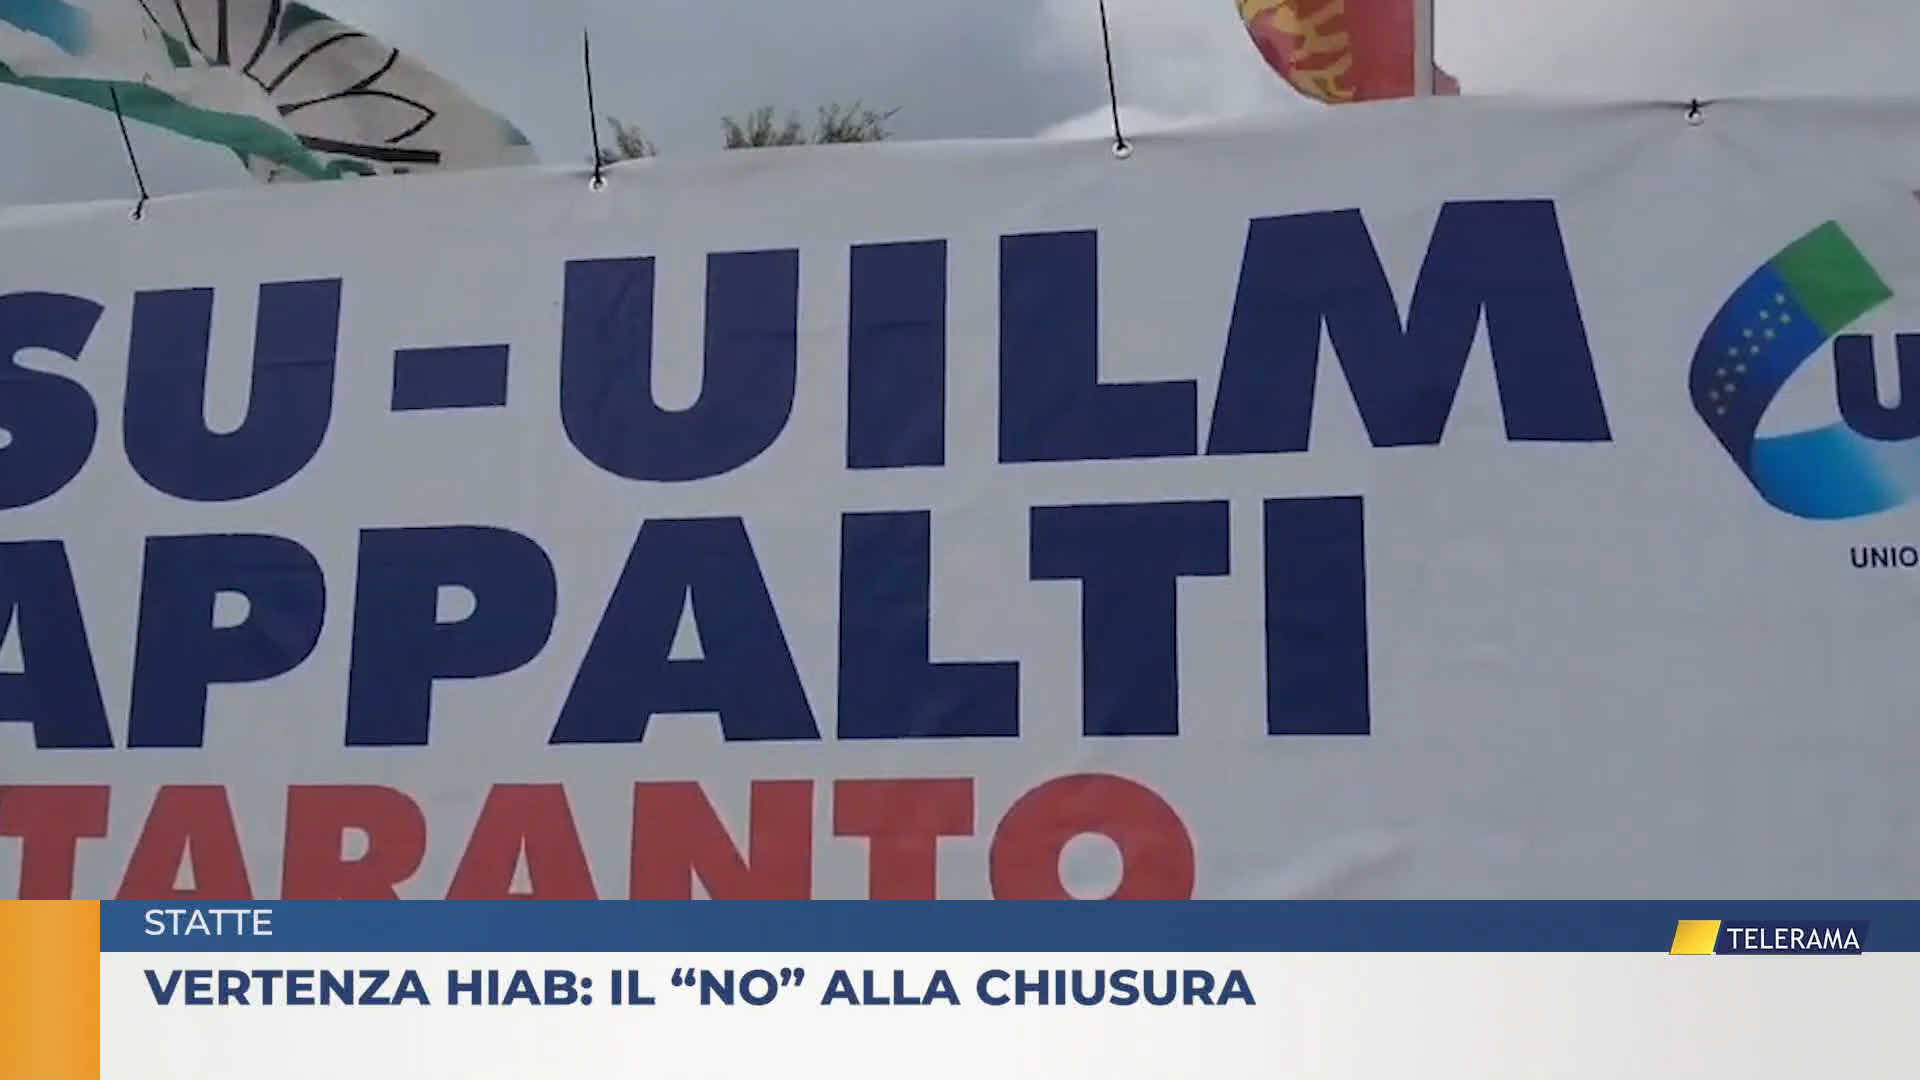 SU - UILM
APPALTI
TARANTO
UNIO
STATTE
TELERAMA
VERTENZA HIAB: IL “NO” ALLA CHIUSURA